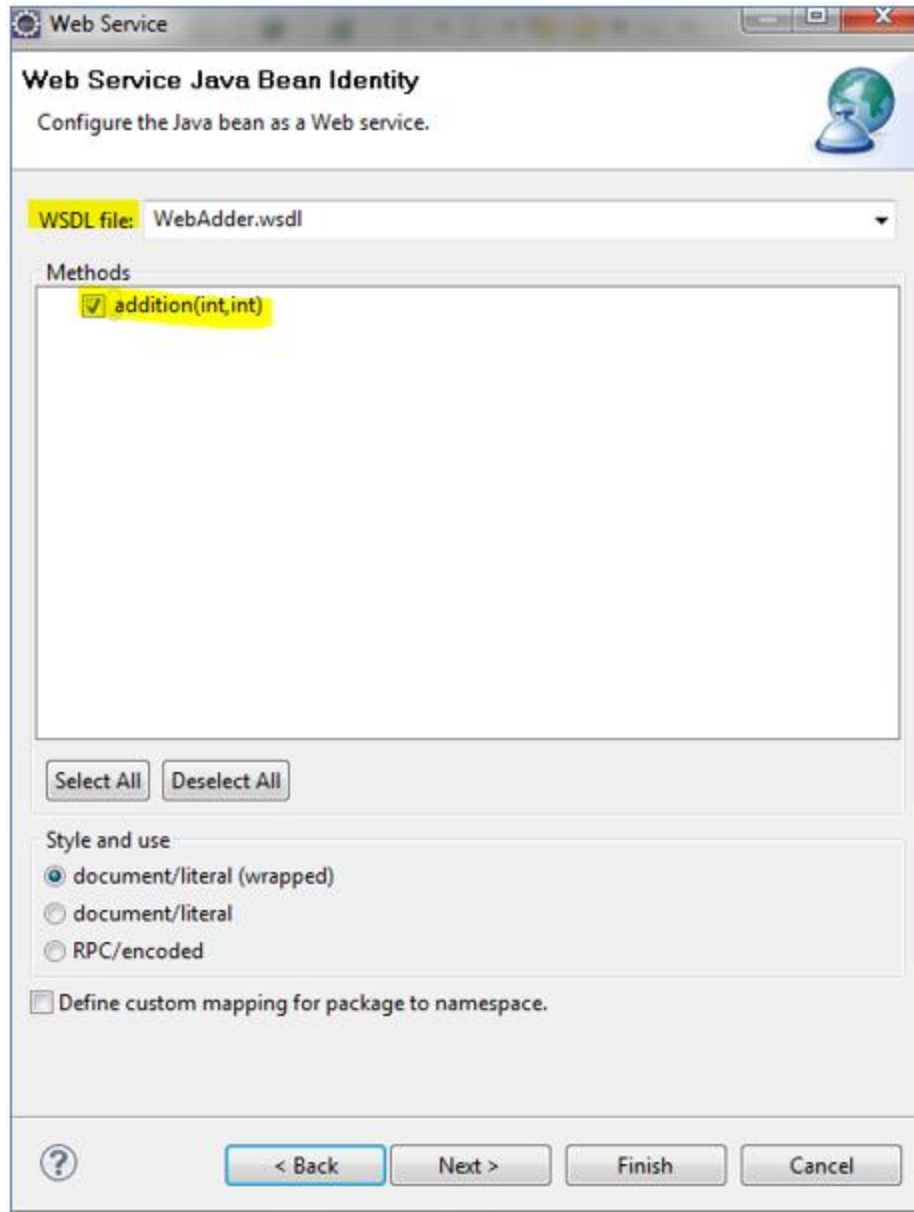 Web Service
Web Service Java Bean Identity
Configure the Java bean as a Web service.
WSDL file: WebAdder.wsdl
Methods
addition(int,int)
Select All Deselect All
Style and use
document/literal (wrapped)
document/literal
RPC/encoded
Define custom mapping for package to namespace.
? < Back Next > Finish Cancel